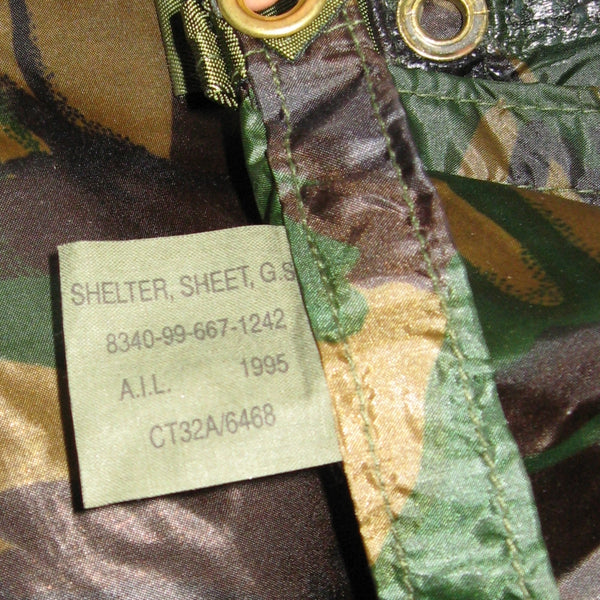 SHELTER, SHEET, G.S
8340-99-667-1242
A.I.L. 1995
CT32A/6468